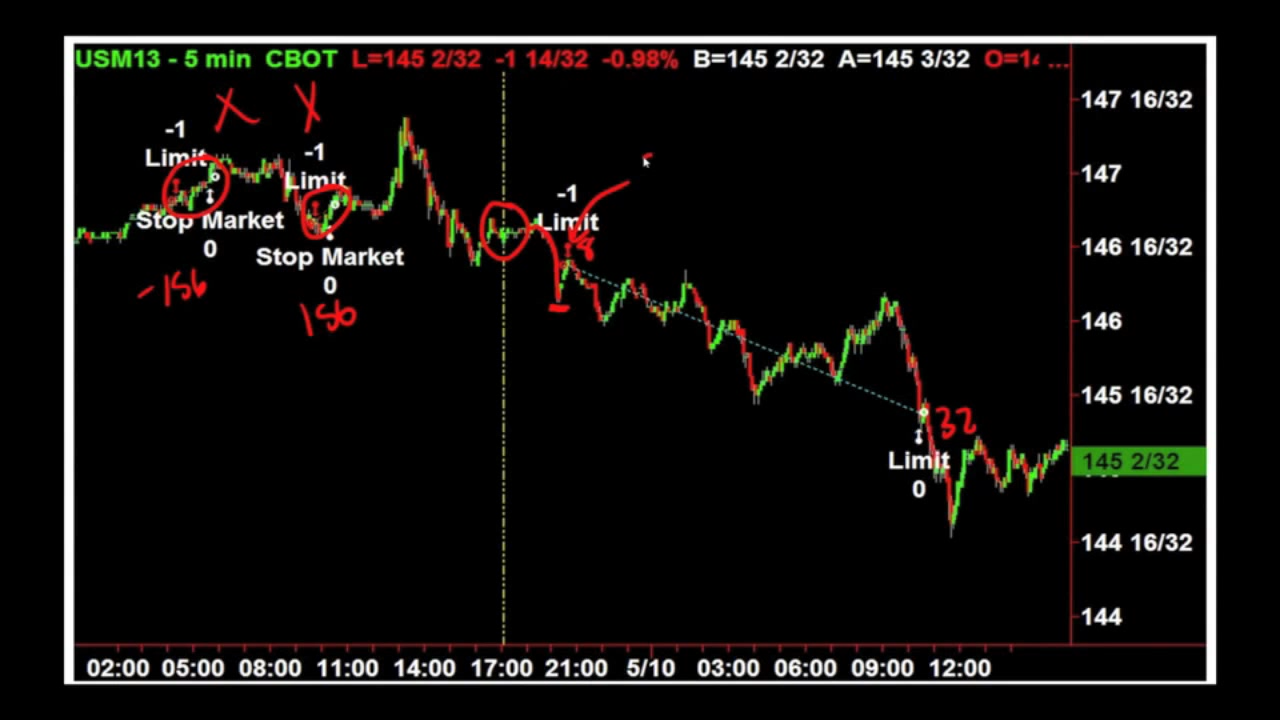 USM13 - 5 min CBOT L=145 2/32 -1 14/32 -0.98% B=145 2/32 A=145 3/32 O=14 ...
147 16/32
X X
-1
Limit
-1
Limit
147
-1
Limit
Stop Market
0
146 16/32
Stop Market
0
-156
156
146
145 16/32
32
Limit
0
145 2/32
144 16/32
144
02:00 05:00 08:00 11:00 14:00 17:00 21:00 5/10 03:00 06:00 09:00 12:00